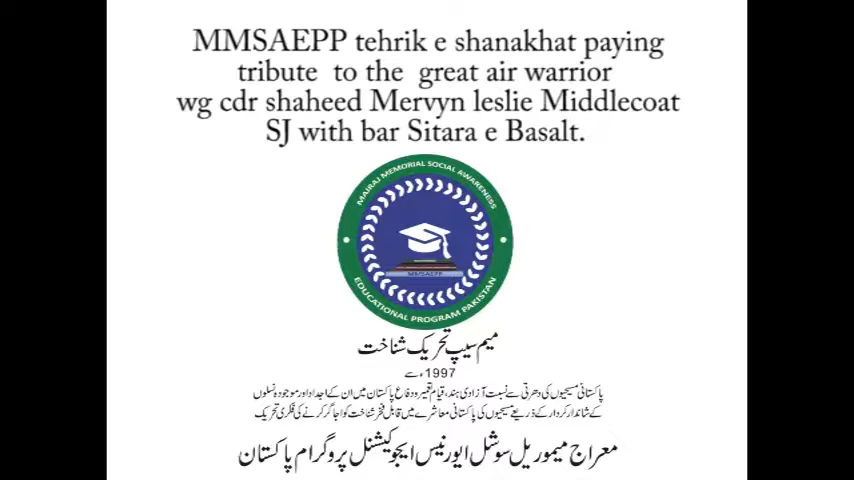 MMSAEPP tehrik e shanakhat paying
tribute to the great air warrior
wg cdr shaheed Mervyn leslie Middlecoat
SJ with bar Sitara e Basalt.
MAIRAJ MEMORIAL SOCIAL AWARENESS
MMSAEPP
EDUCATIONAL PROGRAM PAKISTAN
میم سیپ تحریک شناخت
1997ء سے
پاکستانی مسیحیوں کی دھرتی سے نسبت آزادی ہند، قیام، تعمیر و دفاع پاکستان میں ان کے اجداد اور موجودہ نسلوں
کے شاندار کردار کے ذریعے مسیحیوں کی پاکستانی معاشرے میں قابل فخر شناخت کو اجاگر کرنے کی فکری تحریک
معراج میموریل سوشل ایورنیس ایجوکیشنل پروگرام پاکستان